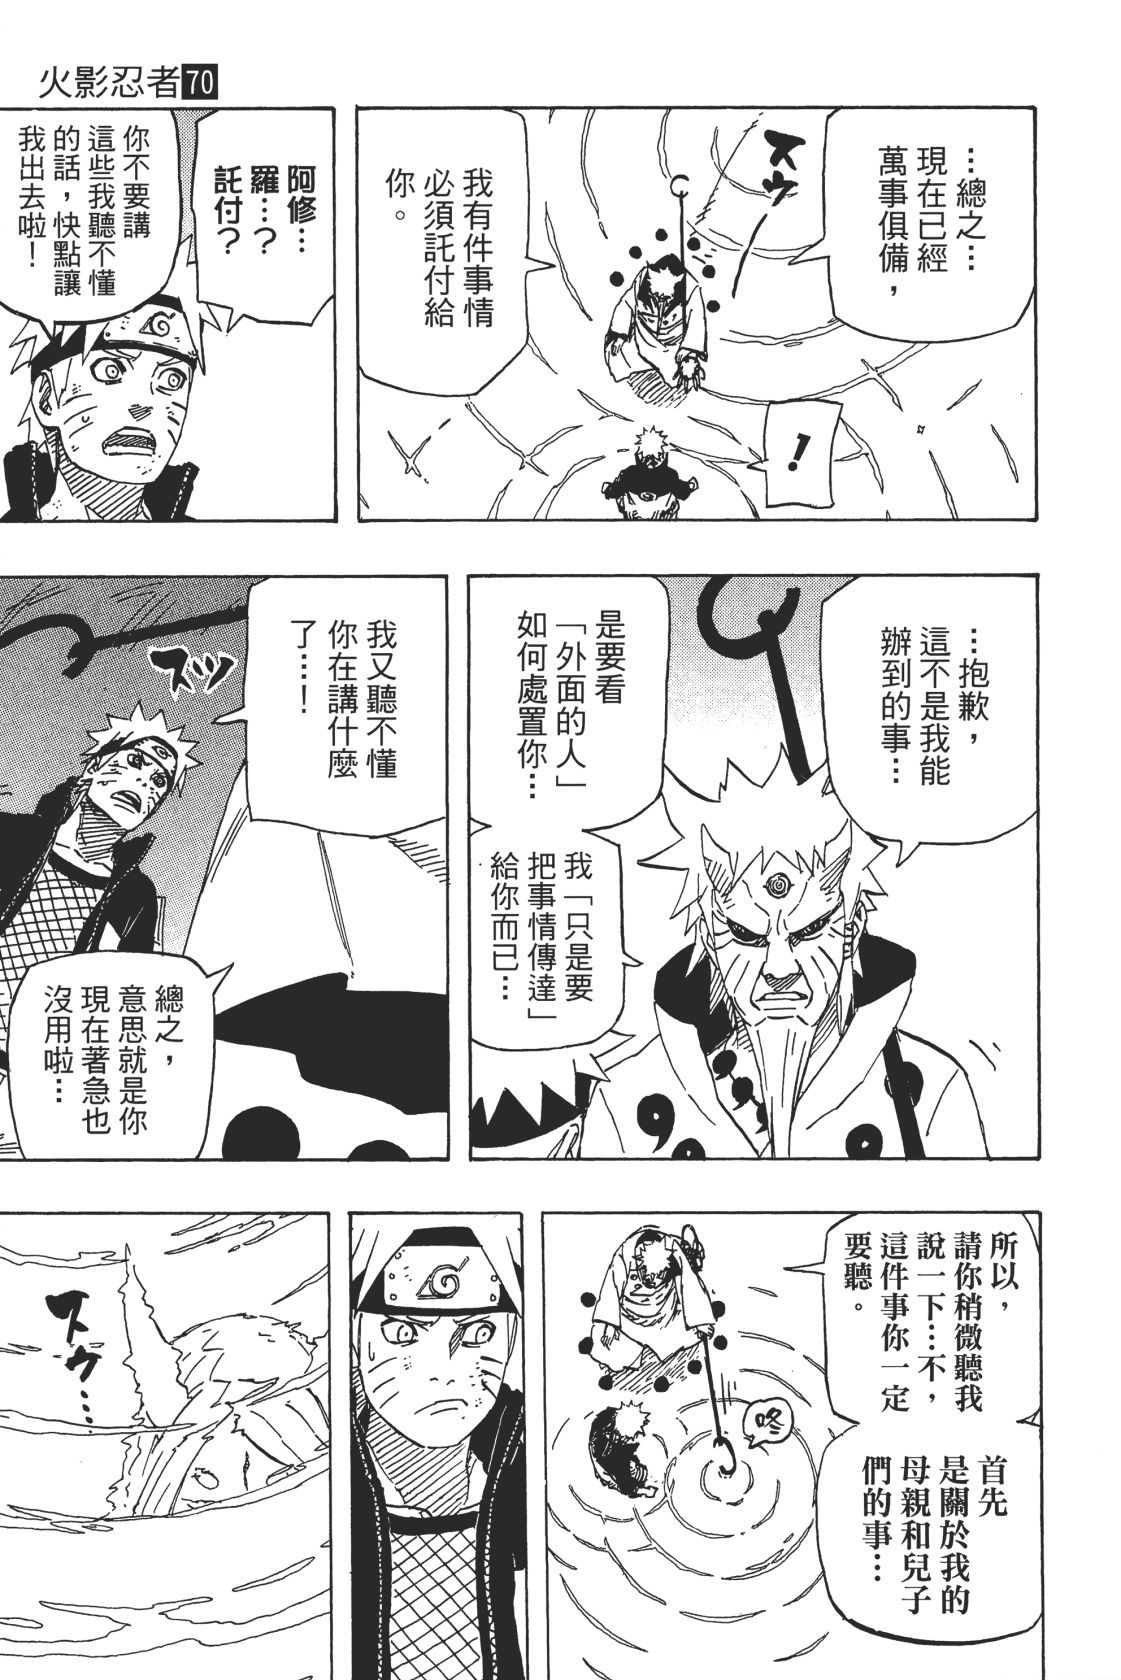 火影忍者70
…總之…
現在已經
萬事俱備，
スゥ
我有件事情
必須託付給
你。
！
阿修…
羅…？
託付？
你不要講
這些我聽不懂
的話，快點讓
我出去啦！
…抱歉，
這不是我能
辦到的事…
是要看
「外面的人」
如何處置你…
我「只是要
把事情傳達」
給你而已…
我又聽不懂
你在講什麼
了…！
スッ
總之，
意思就是你
現在著急也
沒用啦…
所以，
請你稍微聽我
說一下…不，
這件事你一定
要聽。
咚
首先
是關於我的
母親和兒子
們的事…
スゥ…